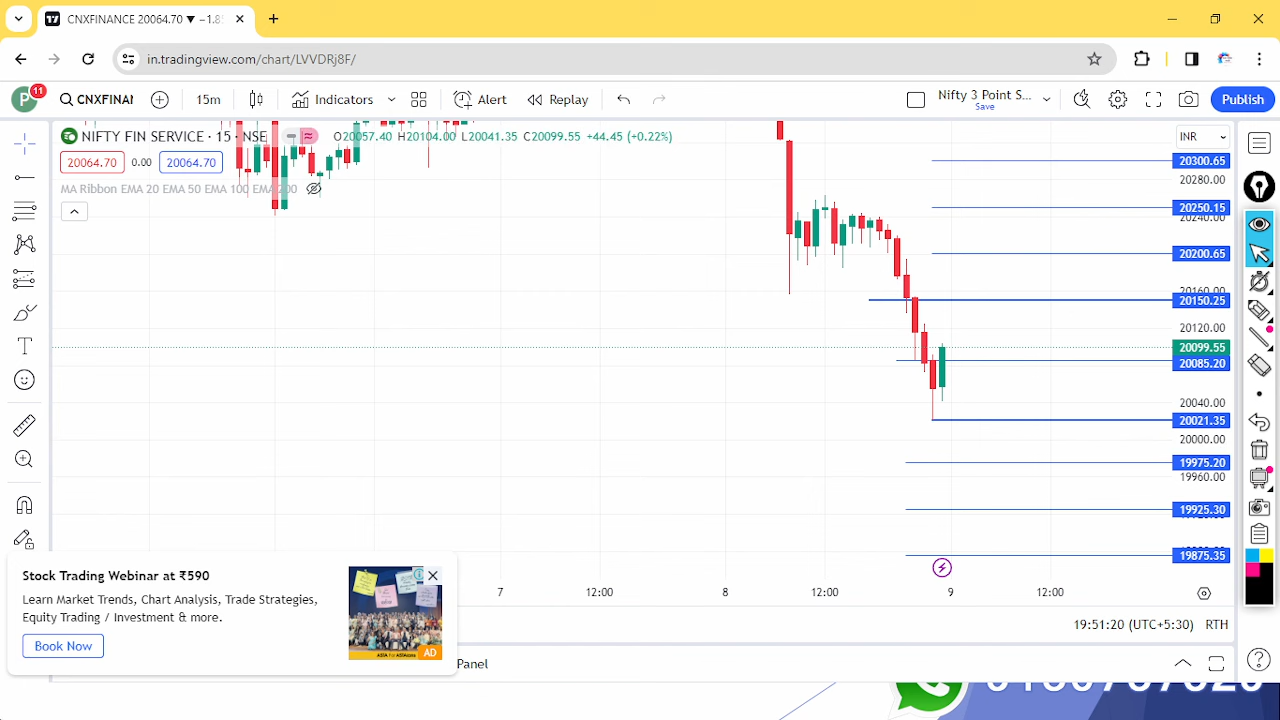 CNXFINANCE 20064.70 ▼ −1.8
in.tradingview.com/chart/LVVDRj8F/
P
11
CNXFINAN
15m
Indicators
Alert
Replay
Nifty 3 Point S...
Save
Publish
NIFTY FIN SERVICE · 15 · NSE
O20057.40 H20104.00 L20041.35 C20099.55 +44.45 (+0.22%)
INR
20064.70
0.00
20064.70
MA Ribbon EMA 20 EMA 50 EMA 100 EMA 200
20300.65
20280.00
20250.15
20240.00
20200.65
20160.00
20150.25
20120.00
20099.55
20085.20
20040.00
20021.35
20000.00
19975.20
19960.00
19925.30
19875.35
Stock Trading Webinar at ₹590
Learn Market Trends, Chart Analysis, Trade Strategies,
Equity Trading / Investment & more.
Book Now
AD
7
12:00
8
12:00
9
12:00
19:51:20 (UTC+5:30)
RTH
Panel